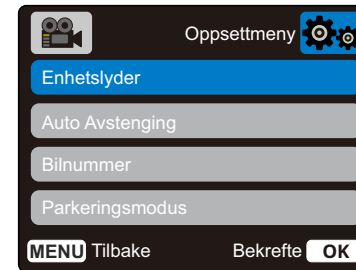 Oppsettmeny
Enhetslyder
Auto Avstenging
Bilnummer
Parkeringsmodus
MENU Tilbake Bekrefte OK